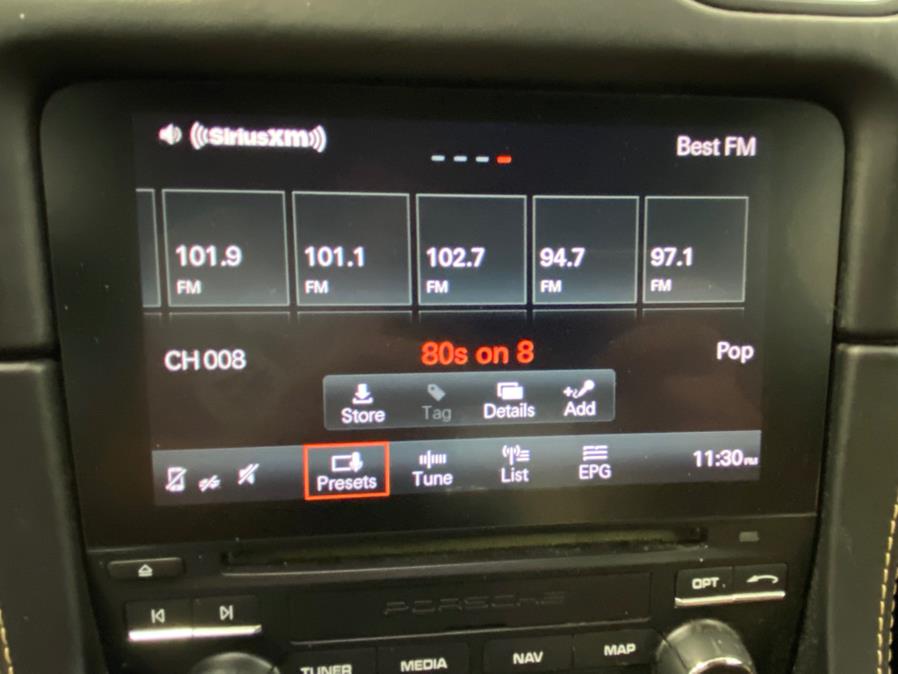 SiriusXM
Best FM
101.9 101.1 102.7 94.7 97.1
FM FM FM FM FM
CH 008 80s on 8 Pop
Store Tag Details Add
Presets Tune List EPG 11:30PM
PORSCHE
OPT
TUNER MEDIA NAV MAP